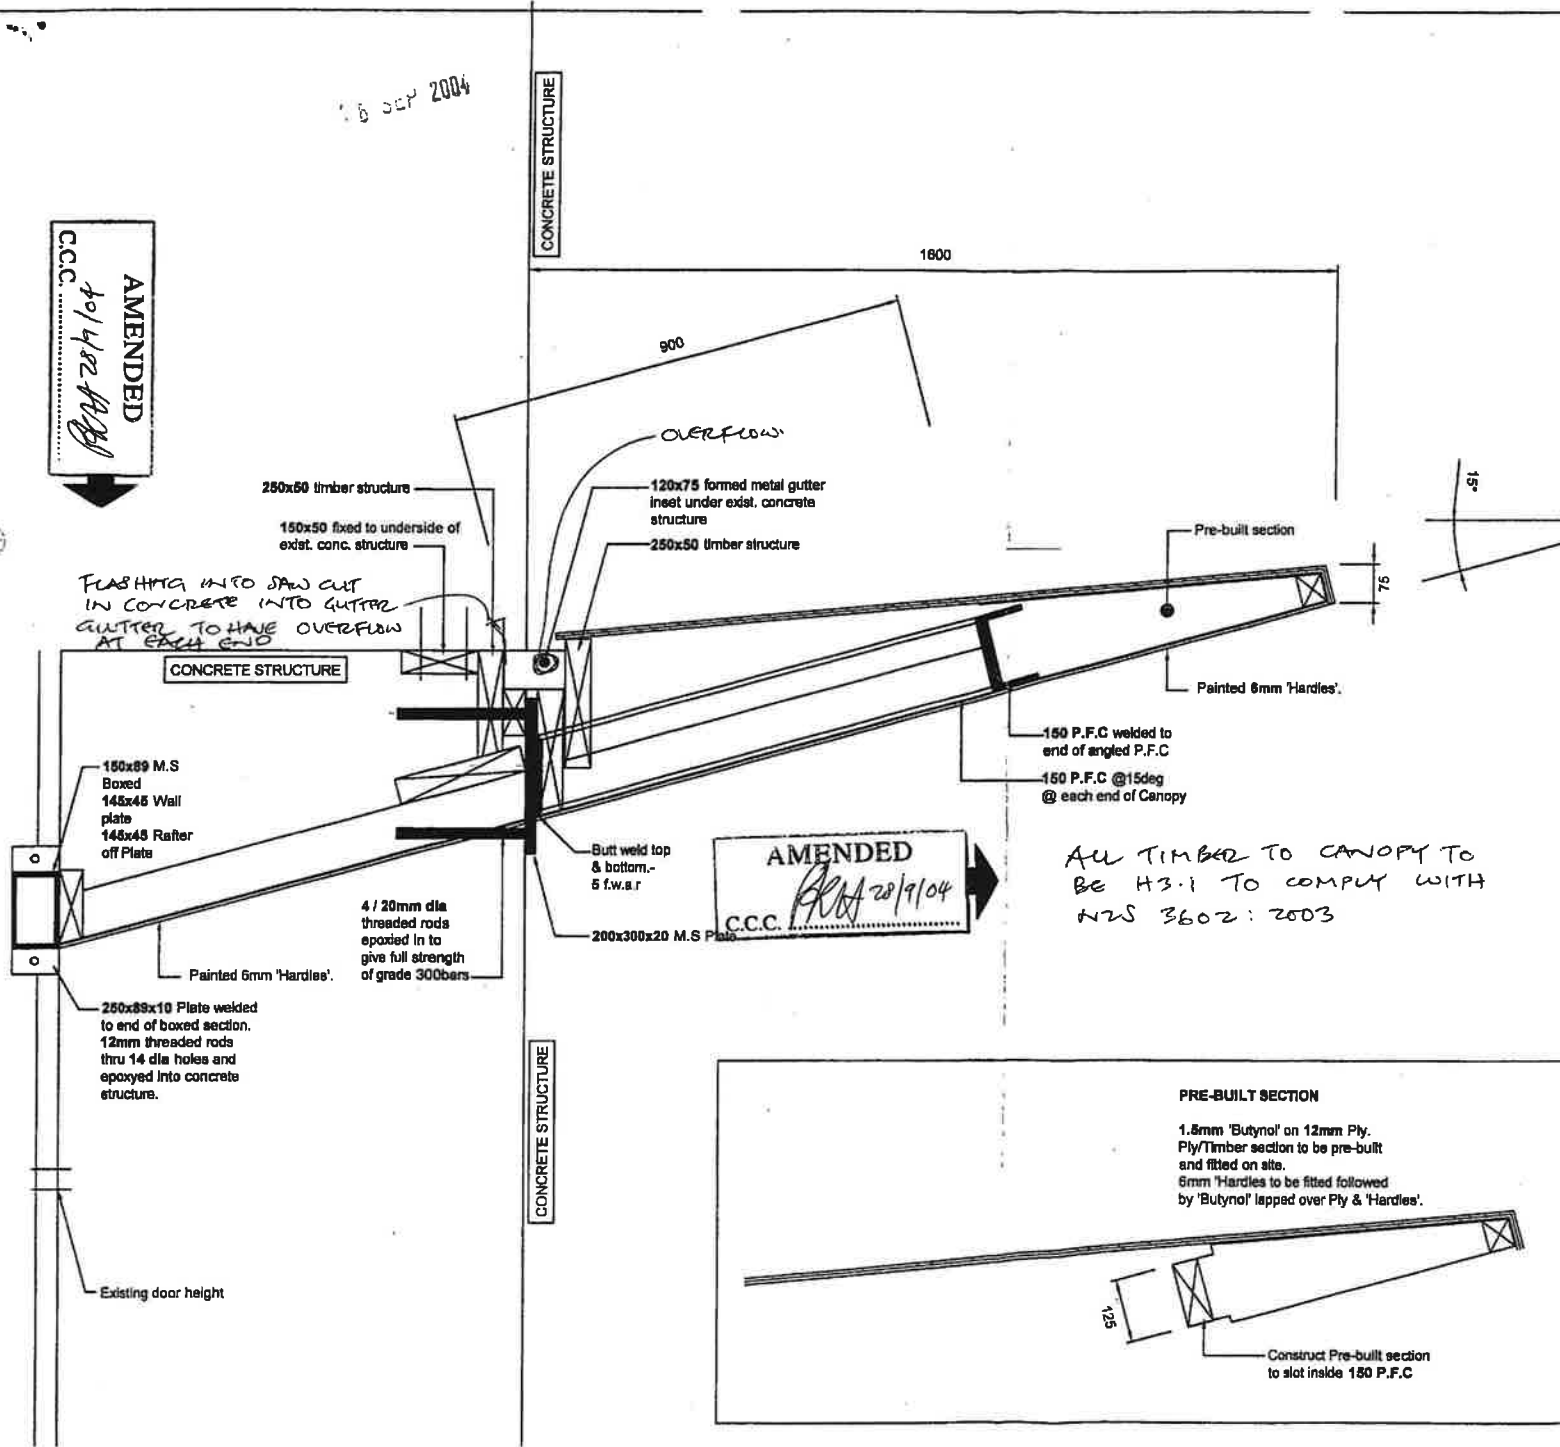 SEP 2004
CONCRETE STRUCTURE
AMENDED
C.C.C. 28/9/04
1600
900
OVERFLOW
250x50 timber structure
120x75 formed metal gutter
inset under exist. concrete
structure
150x50 fixed to underside of
exist. conc. structure
250x50 timber structure
Pre-built section
15°
75
FLASHING INTO SAW CUT
IN CONCRETE INTO GUTTER
GUTTER TO HAVE OVERFLOW
AT EACH END
CONCRETE STRUCTURE
Painted 6mm 'Hardies'.
150 P.F.C welded to
end of angled P.F.C
150 P.F.C @15deg
@ each end of Canopy
150x89 M.S
Boxed
145x45 Wall
plate
145x45 Rafter
off Plate
Butt weld top
& bottom.-
5 f.w.a.r
AMENDED
C.C.C. 28/9/04
ALL TIMBER TO CANOPY TO
BE H3.1 TO COMPLY WITH
NZS 3602: 2003
4 / 20mm dia
threaded rods
epoxied in to
give full strength
of grade 300bars
200x300x20 M.S Plate
Painted 6mm 'Hardies'.
250x89x10 Plate welded
to end of boxed section.
12mm threaded rods
thru 14 dia holes and
epoxyed into concrete
structure.
CONCRETE STRUCTURE
Existing door height
PRE-BUILT SECTION
1.5mm 'Butynol' on 12mm Ply.
Ply/Timber section to be pre-built
and fitted on site.
6mm 'Hardies to be fitted followed
by 'Butynol' lapped over Ply & 'Hardies'.
125
Construct Pre-built section
to slot inside 150 P.F.C